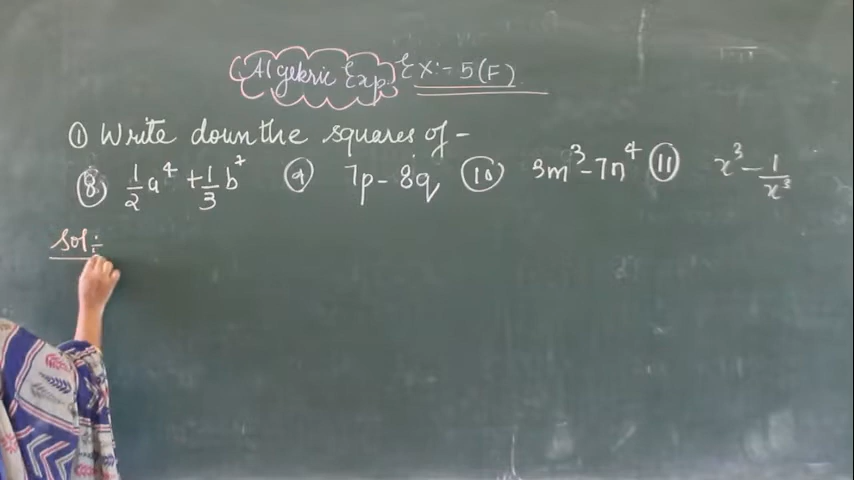 Algebric Exp. Ex:- 5(F)
① Write down the squares of -
⑧ 1/2 a⁴ + 1/3 b⁷ ⑨ 7p - 8q ⑩ 3m³ - 7n⁴ ⑪ x³ - 1/x³
Sol:-